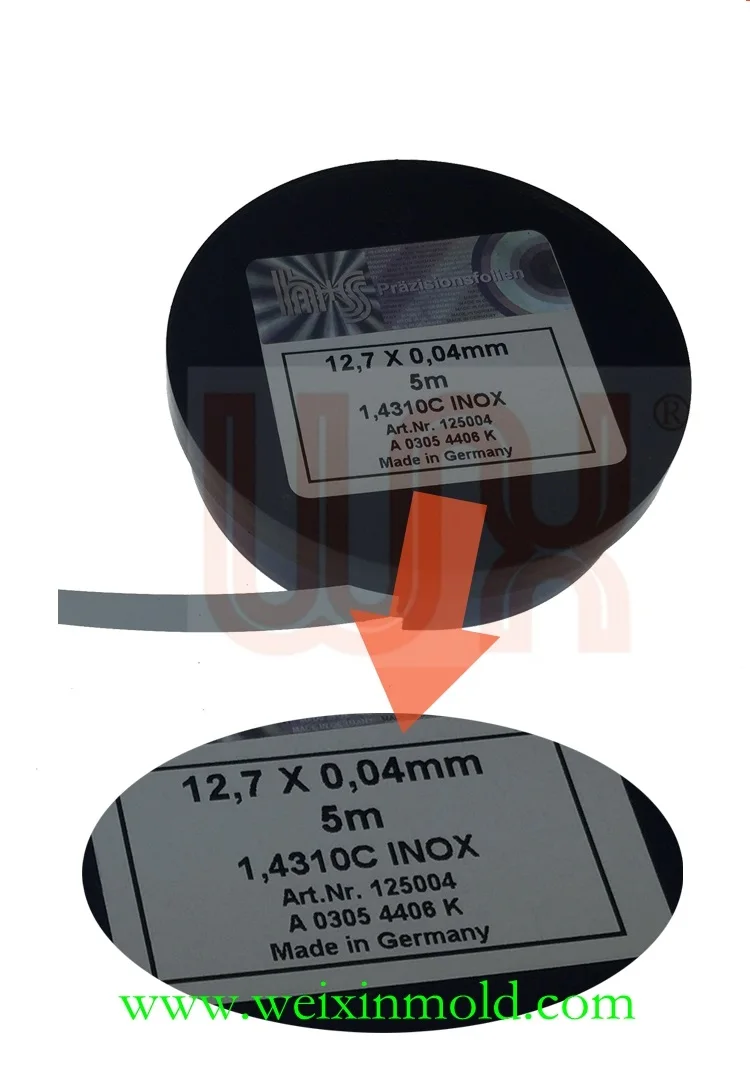 hks Präzisionsfolien
12,7 X 0,04mm
5m
1,4310C INOX
Art.Nr. 125004
A 0305 4406 K
Made in Germany
®
12,7 X 0,04mm
5m
1,4310C INOX
Art.Nr. 125004
A 0305 4406 K
Made in Germany
www.weixinmold.com